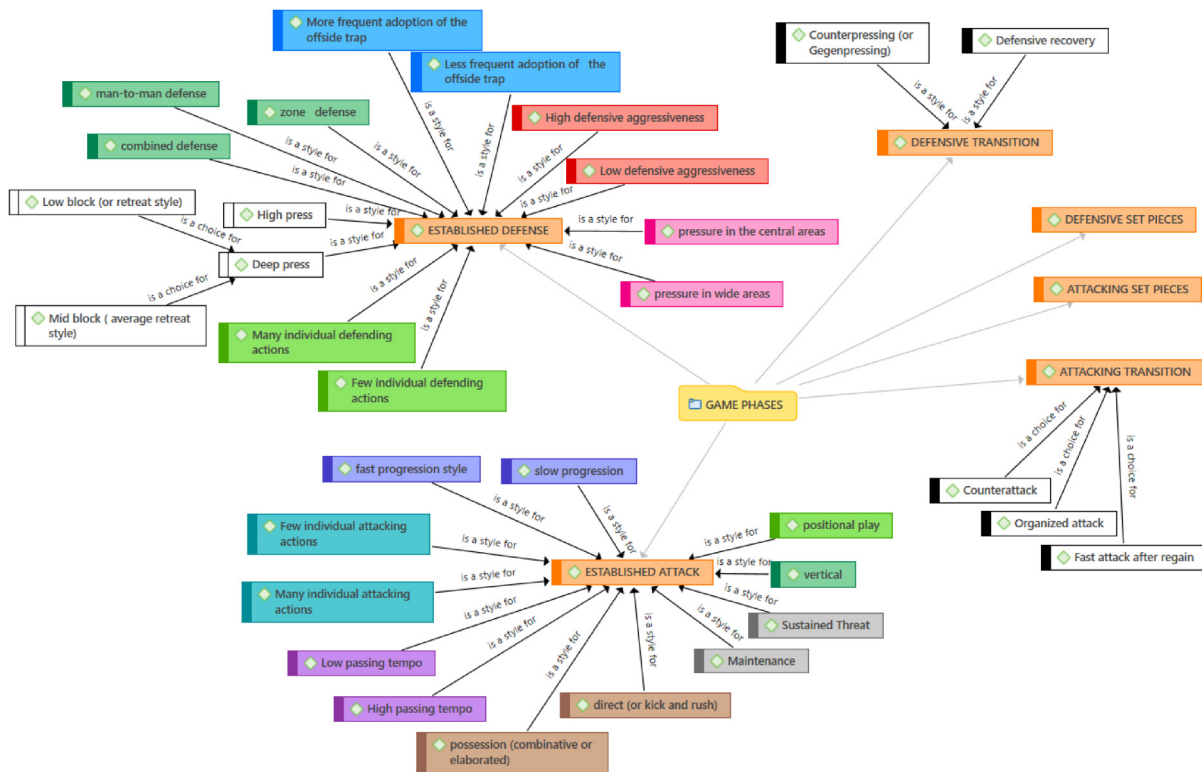 More frequent adoption of the
offside trap
Less frequent adoption of the
offside trap
man-to-man defense
zone defense
combined defense
High defensive aggressiveness
Low defensive aggressiveness
Low block (or retreat style)
High press
Deep press
Mid block ( average retreat
style)
ESTABLISHED DEFENSE
pressure in the central areas
pressure in wide areas
Many individual defending
actions
Few individual defending
actions
is a style for
is a style for
is a style for
is a style for
is a style for
is a style for
is a style for
is a style for
is a style for
is a style for
is a style for
is a style for
is a style for
is a choice for
is a choice for
Counterpressing (or
Gegenpressing)
Defensive recovery
is a style for
is a style for
DEFENSIVE TRANSITION
DEFENSIVE SET PIECES
ATTACKING SET PIECES
ATTACKING TRANSITION
is a choice for
is a choice for
is a choice for
Counterattack
Organized attack
Fast attack after regain
GAME PHASES
fast progression style
slow progression
Few individual attacking
actions
Many individual attacking
actions
ESTABLISHED ATTACK
positional play
vertical
Sustained Threat
Maintenance
Low passing tempo
High passing tempo
direct (or kick and rush)
possession (combinative or
elaborated)
is a style for
is a style for
is a style for
is a style for
is a style for
is a style for
is a style for
is a style for
is a style for
is a style for
is a style for
is a style for